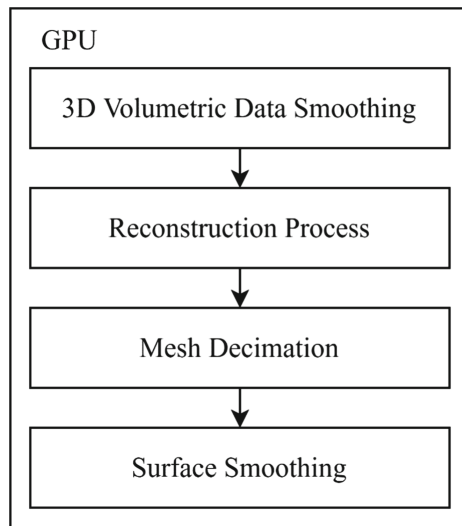 GPU
3D Volumetric Data Smoothing
Reconstruction Process
Mesh Decimation
Surface Smoothing